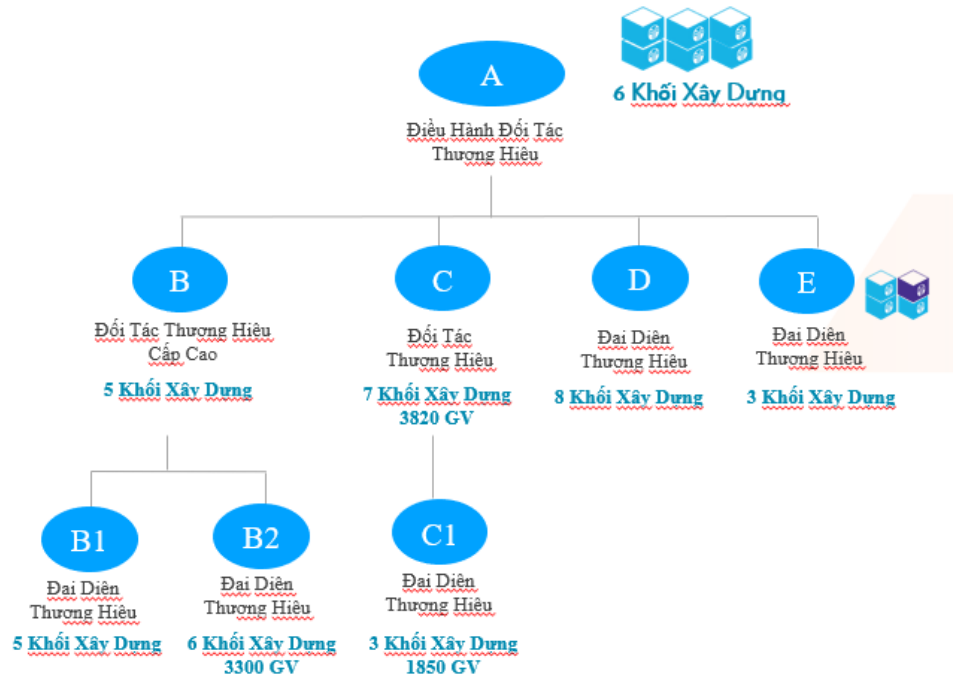 A
6 Khối Xây Dưng
Điều Hành Đối Tác
Thương Hiêu
B
C
D
E
Đối Tác Thương Hiêu
Cấp Cao
5 Khối Xây Dưng
Đối Tác
Thương Hiêu
7 Khối Xây Dưng
3820 GV
Đai Diên
Thương Hiêu
8 Khối Xây Dưng
Đai Diên
Thương Hiêu
3 Khối Xây Dưng
B1
B2
C1
Đai Diên
Thương Hiêu
5 Khối Xây Dưng
Đai Diên
Thương Hiêu
6 Khối Xây Dưng
3300 GV
Đai Diên
Thương Hiêu
3 Khối Xây Dưng
1850 GV